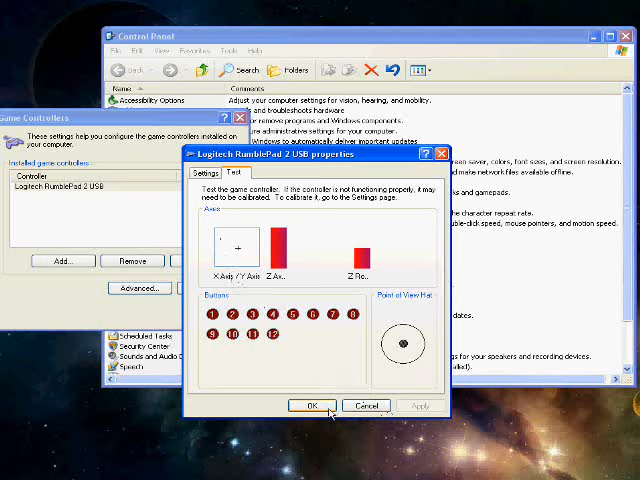 Control Panel
File Edit View Favorites Tools Help
Back Search Folders
Name Comments
Accessibility Options Adjust your computer settings for vision, hearing, and mobility.
and troubleshoots hardware
or remove programs and Windows components.
administrative settings for your computer.
Windows to automatically deliver important updates
Game Controllers
These settings help you configure the game controllers installed on
your computer.
Installed game controllers
Controller
Logitech RumblePad 2 USB
Add... Remove
Advanced...
Logitech RumblePad 2 USB properties
Settings Test
Test the game controller. If the controller is not functioning properly, it may
need to be calibrated. To calibrate it, go to the Settings page.
Axes
X Axis / Y Axis Z Ax.. Z Ro..
Buttons
1 2 3 4 5 6 7 8
9 10 11 12
Point of View Hat
OK Cancel Apply
screen saver, colors, font sizes, and screen resolution.
and make network files available offline.
and gamepads.
the character repeat rate.
double-click speed, mouse pointers, and motion speed.
Scheduled Tasks
Security Center
Sounds and Audio D
Speech
settings for your speakers and recording devices.